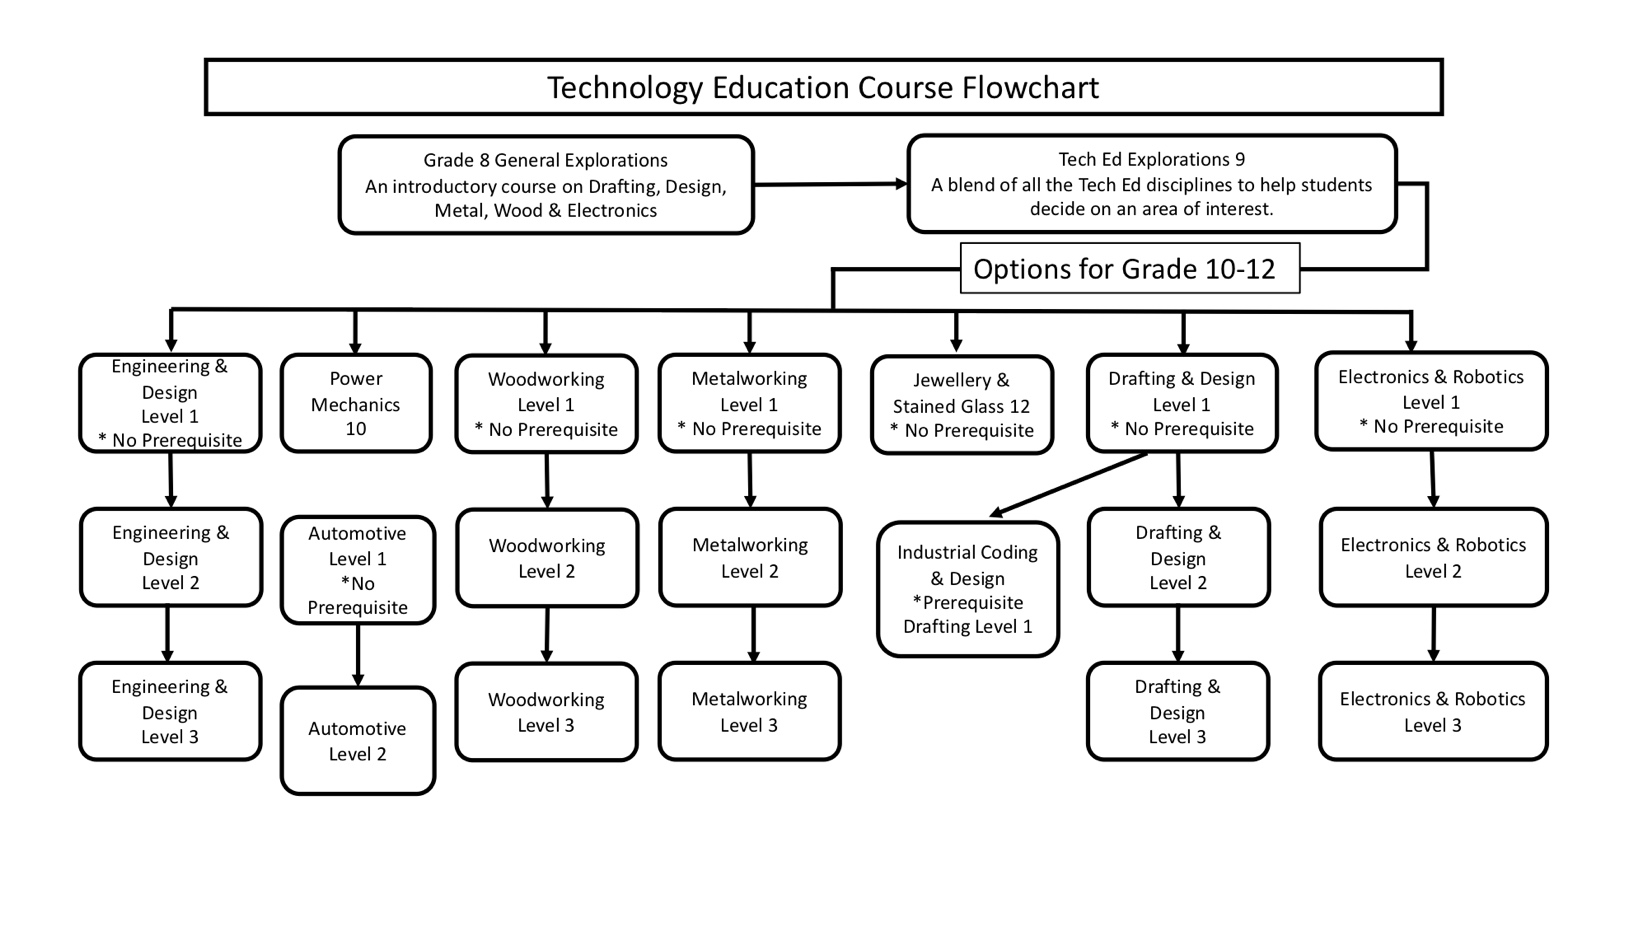 Technology Education Course Flowchart
Grade 8 General Explorations
An introductory course on Drafting, Design,
Metal, Wood & Electronics
Tech Ed Explorations 9
A blend of all the Tech Ed disciplines to help students
decide on an area of interest.
Options for Grade 10-12
Engineering &
Design
Level 1
* No Prerequisite
Power
Mechanics
10
Woodworking
Level 1
* No Prerequisite
Metalworking
Level 1
* No Prerequisite
Jewellery &
Stained Glass 12
* No Prerequisite
Drafting & Design
Level 1
* No Prerequisite
Electronics & Robotics
Level 1
* No Prerequisite
Engineering &
Design
Level 2
Automotive
Level 1
*No
Prerequisite
Woodworking
Level 2
Metalworking
Level 2
Industrial Coding
& Design
*Prerequisite
Drafting Level 1
Drafting &
Design
Level 2
Electronics & Robotics
Level 2
Engineering &
Design
Level 3
Automotive
Level 2
Woodworking
Level 3
Metalworking
Level 3
Drafting &
Design
Level 3
Electronics & Robotics
Level 3